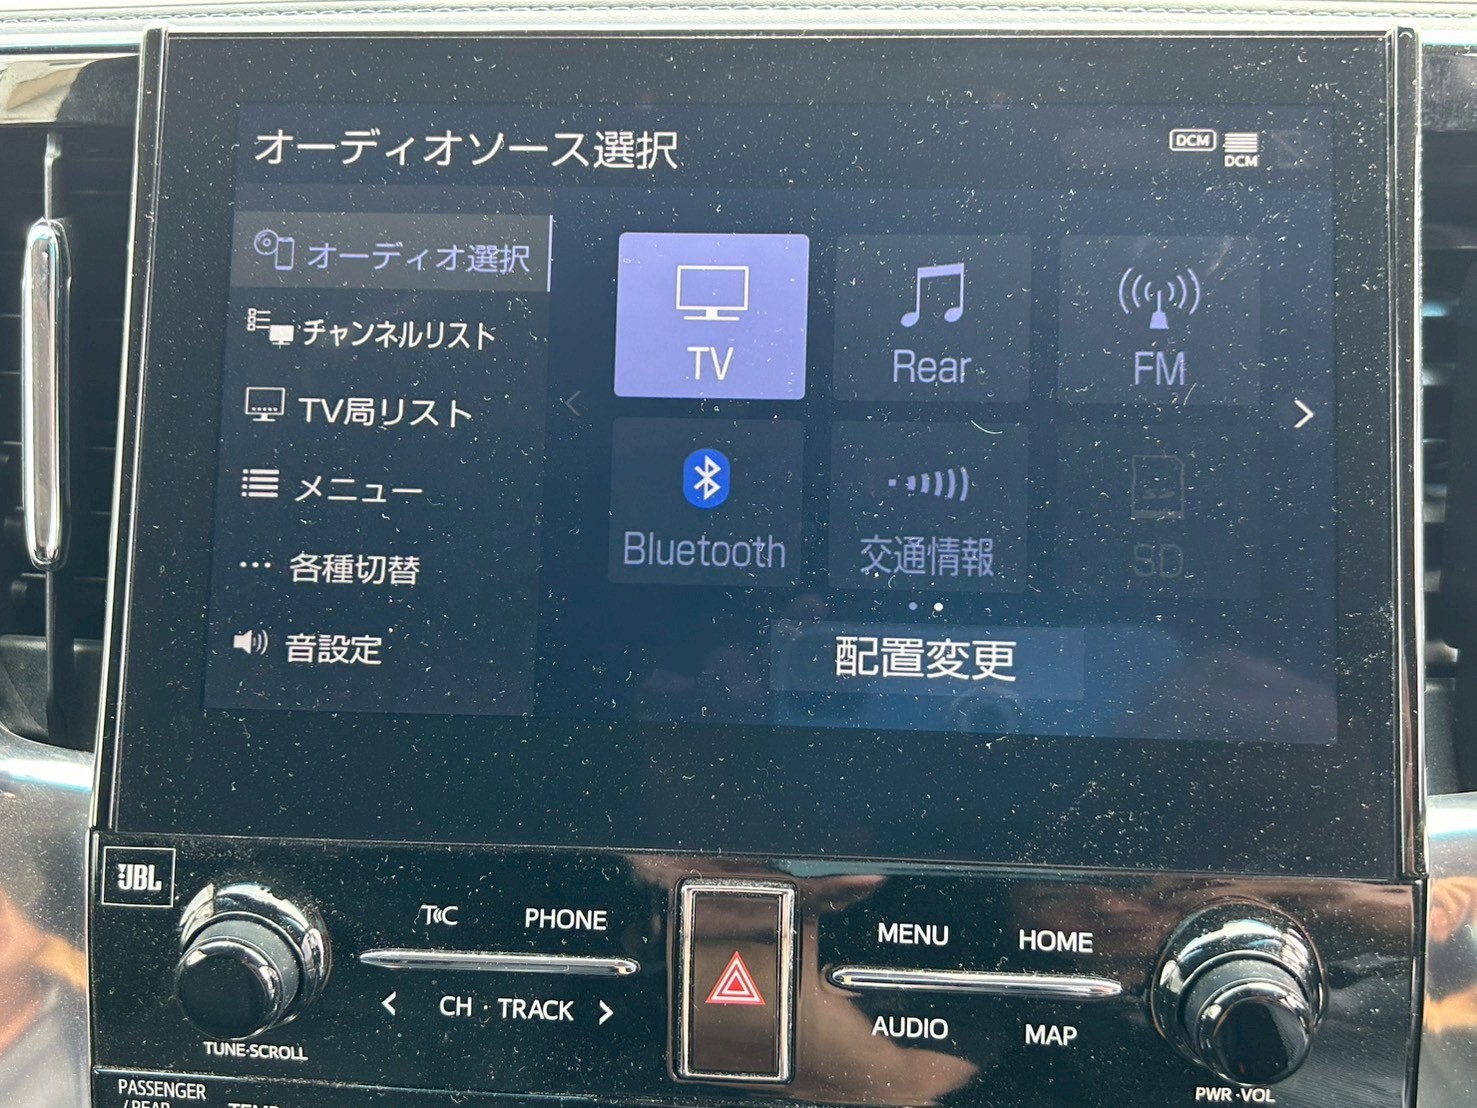 オーディオソース選択
DCM
DCM
オーディオ選択
チャンネルリスト
TV局リスト
メニュー
各種切替
音設定
TV
Rear
FM
Bluetooth
交通情報
SD
配置変更
JBL
T C
PHONE
CH · TRACK
TUNE·SCROLL
MENU
HOME
AUDIO
MAP
PWR·VOL
PASSENGER
/REAR
TEMP